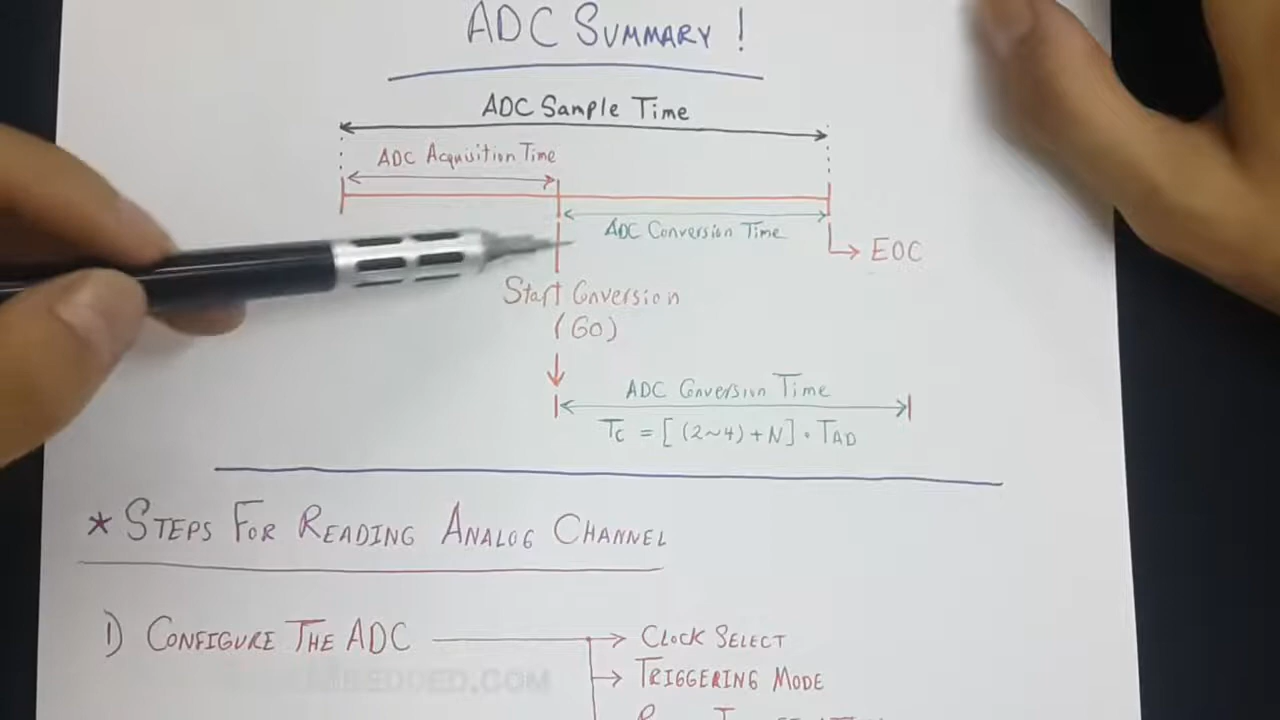 ADC SUMMARY !
ADC Sample Time
ADC Acquisition Time
ADC Conversion Time
EOC
Start Conversion
(GO)
ADC Conversion Time
Tc = [ (2~4) + N ] • TAD
* STEPS FOR READING ANALOG CHANNEL
1) CONFIGURE THE ADC
CLOCK SELECT
TRIGGERING MODE